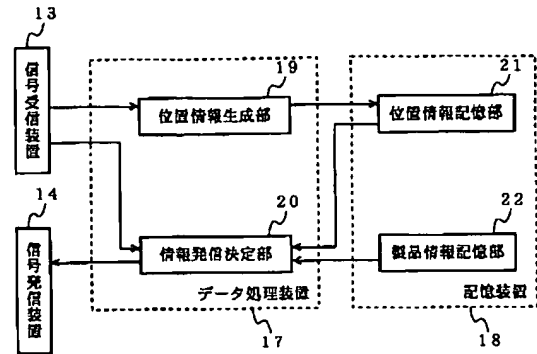 13
信号受信装置
19
位置情報生成部
21
位置情報記憶部
14
信号発信装置
20
情報発信決定部
22
製品情報記憶部
データ処理装置
17
記憶装置
18